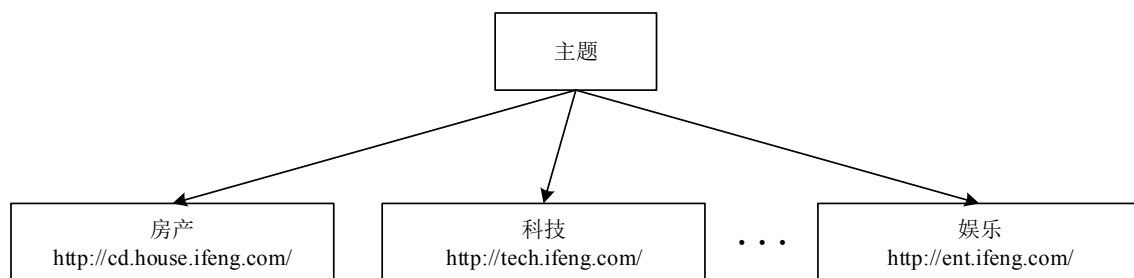 主题
房产
http://cd.house.ifeng.com/
科技
http://tech.ifeng.com/
...
娱乐
http://ent.ifeng.com/